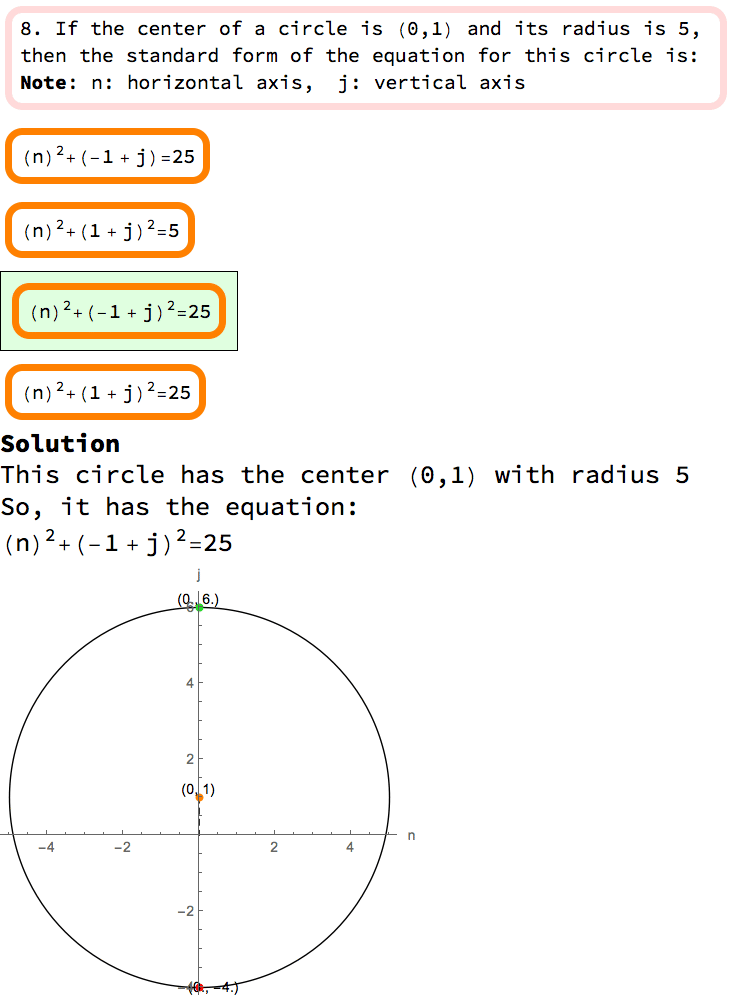 8. If the center of a circle is (0,1) and its radius is 5,
then the standard form of the equation for this circle is:
Note: n: horizontal axis,  j: vertical axis
(n)²+(-1 + j)=25
(n)²+(1 + j)²=5
(n)²+(-1 + j)²=25
(n)²+(1 + j)²=25
Solution
This circle has the center (0,1) with radius 5
So, it has the equation:
(n)²+(-1 + j)²=25
j
(0, 6.)
6
4
2
(0, 1)
-4 -2 2 4 n
-2
-4
(0, -4.)